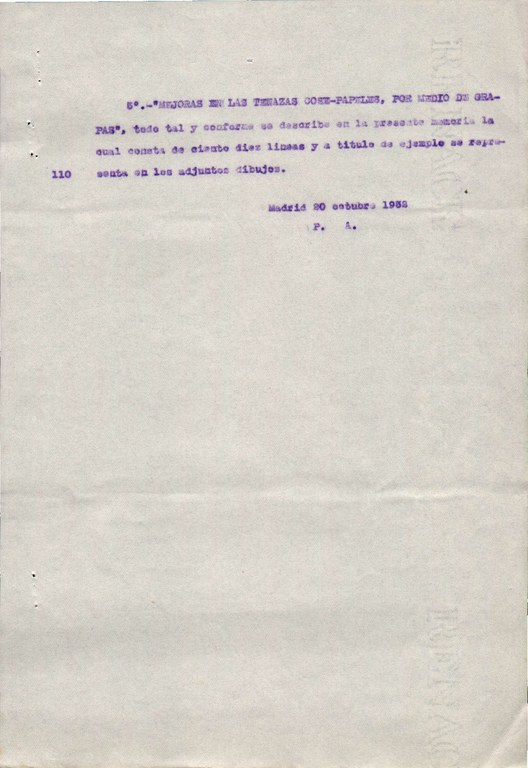 5º.-"MEJORAS EN LAS TENAZAS COSE-PAPELES, POR MEDIO DE GRA-
PAS", todo tal y conforme se describe en la presente memoria la
cual consta de ciento diez lineas y a titulo de ejemplo se repre-
110 senta en los adjuntos dibujos.
Madrid 20 octubre 1932
P. A.